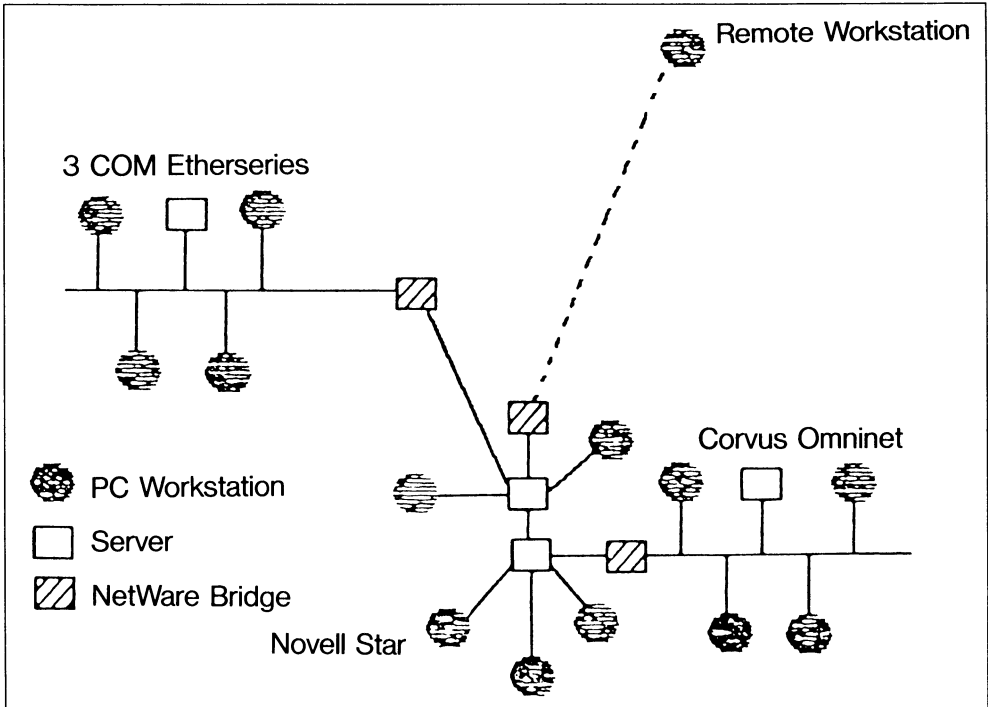 Remote Workstation
3 COM Etherseries
Corvus Omninet
PC Workstation
Server
NetWare Bridge
Novell Star